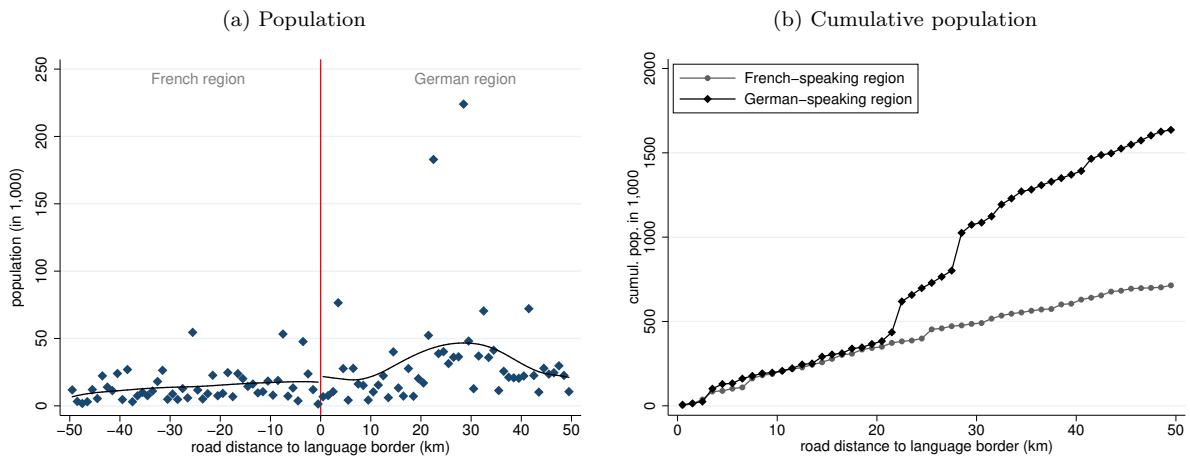 (a) Population
French region
German region
population (in 1,000)
250
200
150
100
50
0
−50 −40 −30 −20 −10 0 10 20 30 40 50
road distance to language border (km)
(b) Cumulative population
French−speaking region
German−speaking region
cumul. pop. in 1,000
2000
1500
1000
500
0
0 10 20 30 40 50
road distance to language border (km)